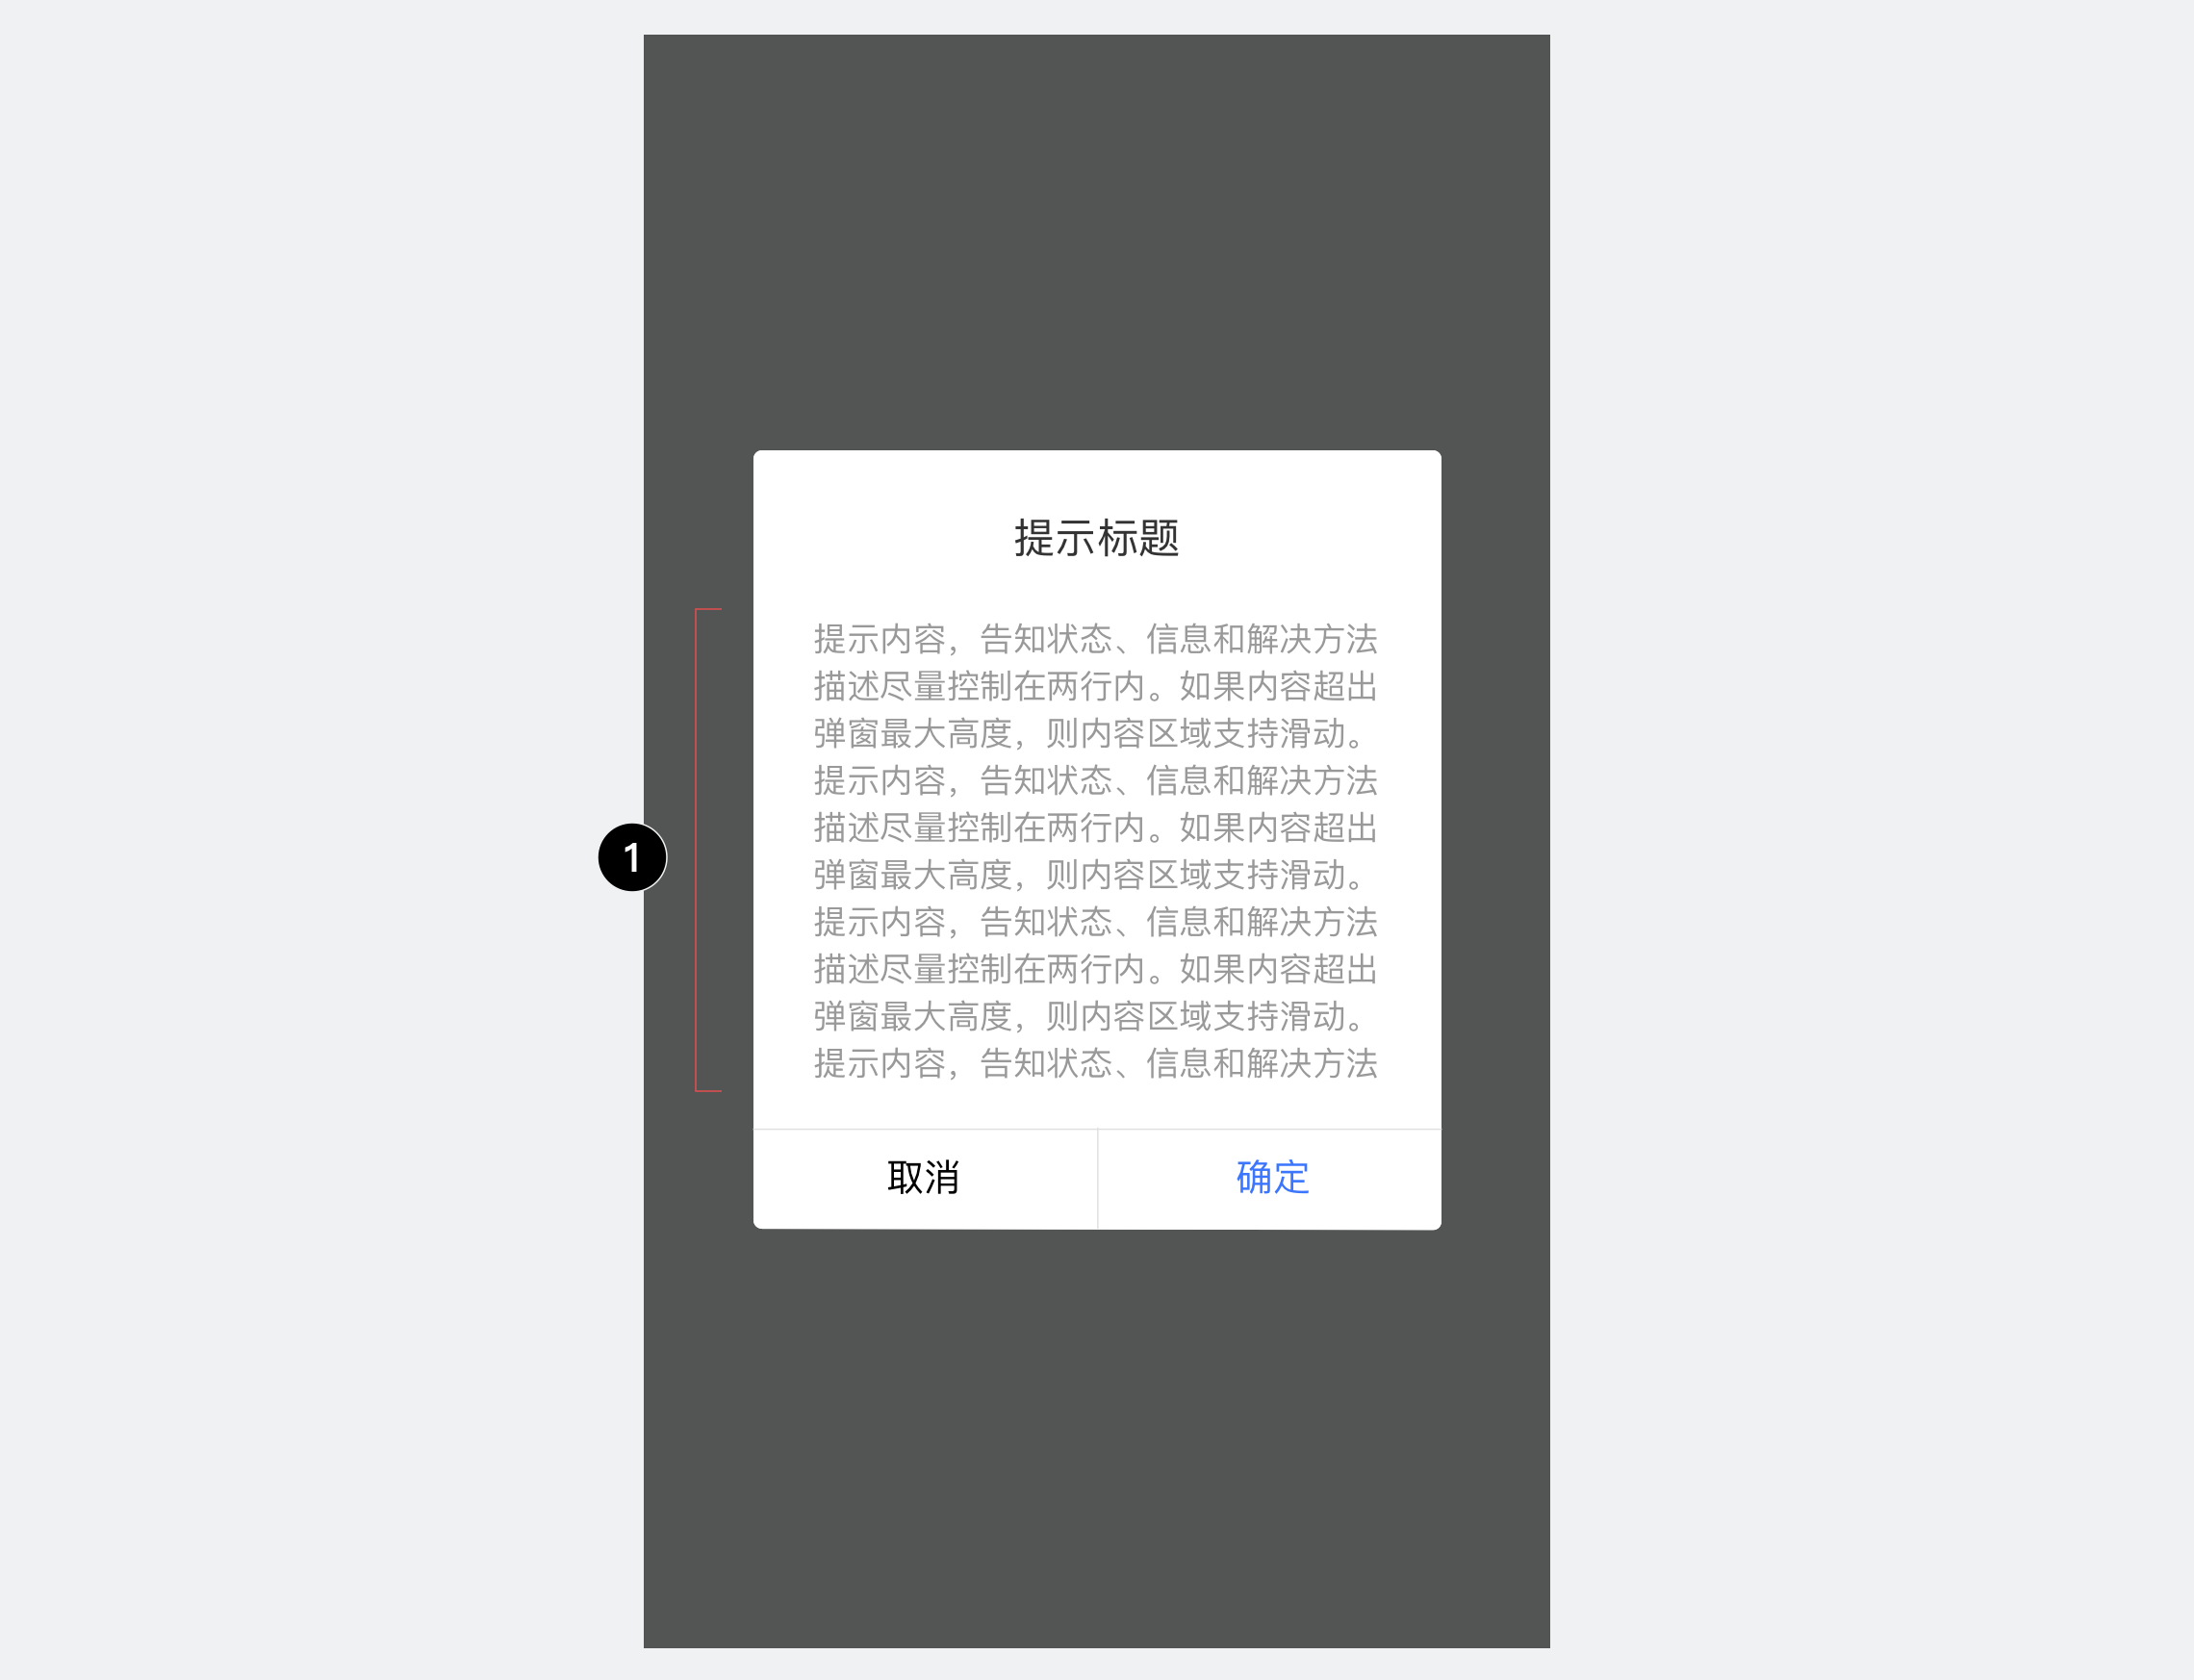 提示标题
提示内容，告知状态、信息和解决方法
描述尽量控制在两行内。如果内容超出
弹窗最大高度，则内容区域支持滑动。
提示内容，告知状态、信息和解决方法
描述尽量控制在两行内。如果内容超出
弹窗最大高度，则内容区域支持滑动。
1
提示内容，告知状态、信息和解决方法
描述尽量控制在两行内。如果内容超出
弹窗最大高度，则内容区域支持滑动。
提示内容，告知状态、信息和解决方法
取消
确定